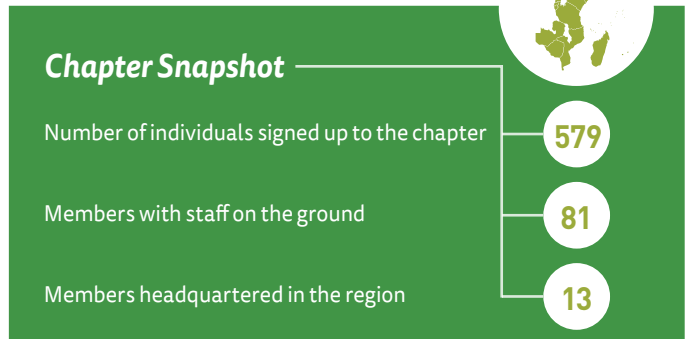 Chapter Snapshot
Number of individuals signed up to the chapter 579
Members with staff on the ground 81
Members headquartered in the region 13